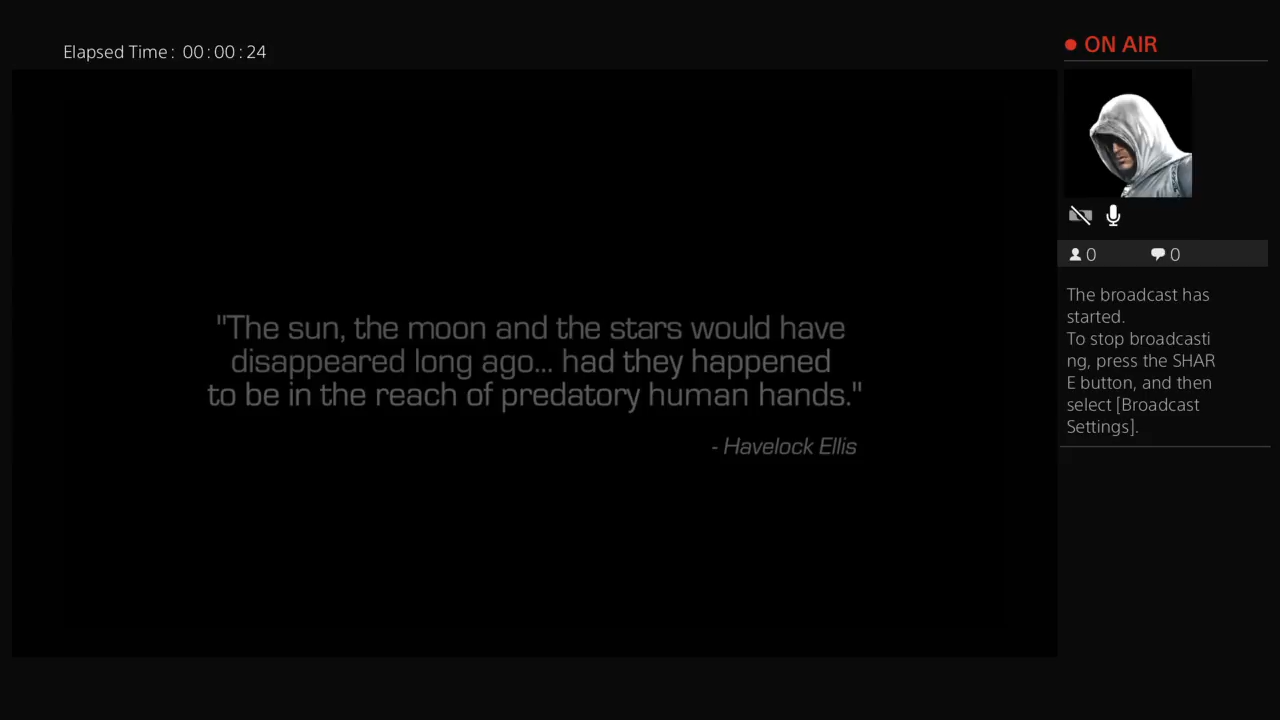 Elapsed Time: 00:00:24
ON AIR
0 0
The broadcast has
started.
To stop broadcasti
ng, press the SHAR
E button, and then
select [Broadcast
Settings].
"The sun, the moon and the stars would have
disappeared long ago... had they happened
to be in the reach of predatory human hands."
- Havelock Ellis